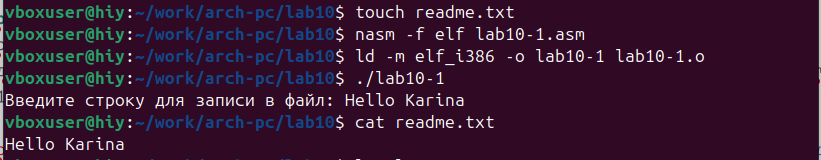 vboxuser@hiy:~/work/arch-pc/lab10$ touch readme.txt
vboxuser@hiy:~/work/arch-pc/lab10$ nasm -f elf lab10-1.asm
vboxuser@hiy:~/work/arch-pc/lab10$ ld -m elf_i386 -o lab10-1 lab10-1.o
vboxuser@hiy:~/work/arch-pc/lab10$ ./lab10-1
Введите строку для записи в файл: Hello Karina
vboxuser@hiy:~/work/arch-pc/lab10$ cat readme.txt
Hello Karina